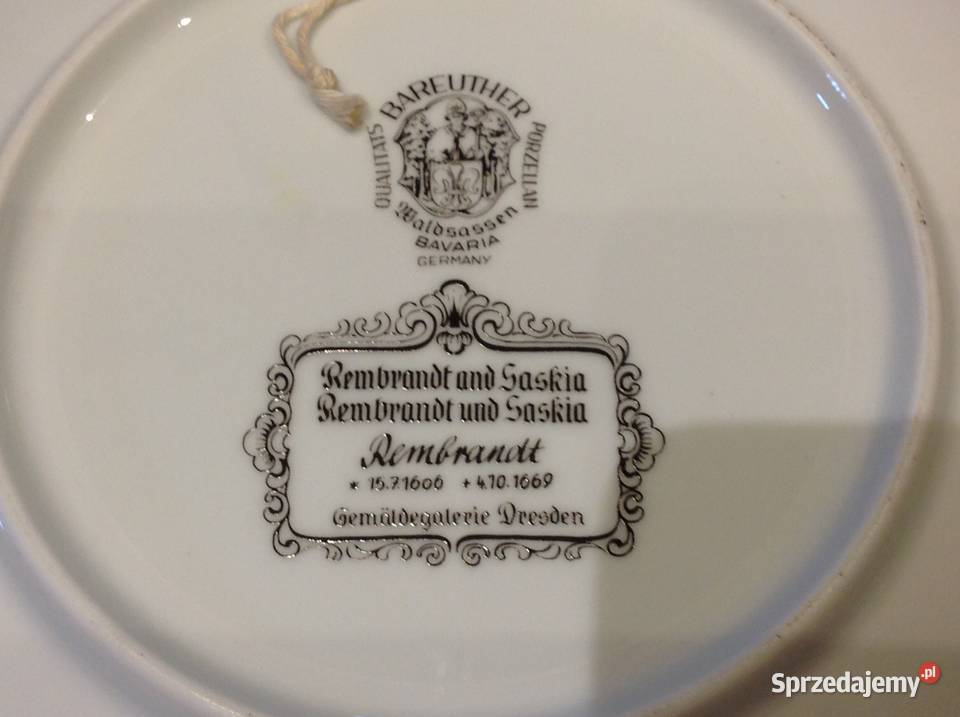 BAREUTHER
QUALITÄTS PORZELLAN
Waldsassen
BAVARIA
GERMANY
Rembrandt and Saskia
Rembrandt und Saskia
Rembrandt
* 15.7.1606 + 4.10.1669
Gemäldegalerie Dresden
Sprzedajemy.pl